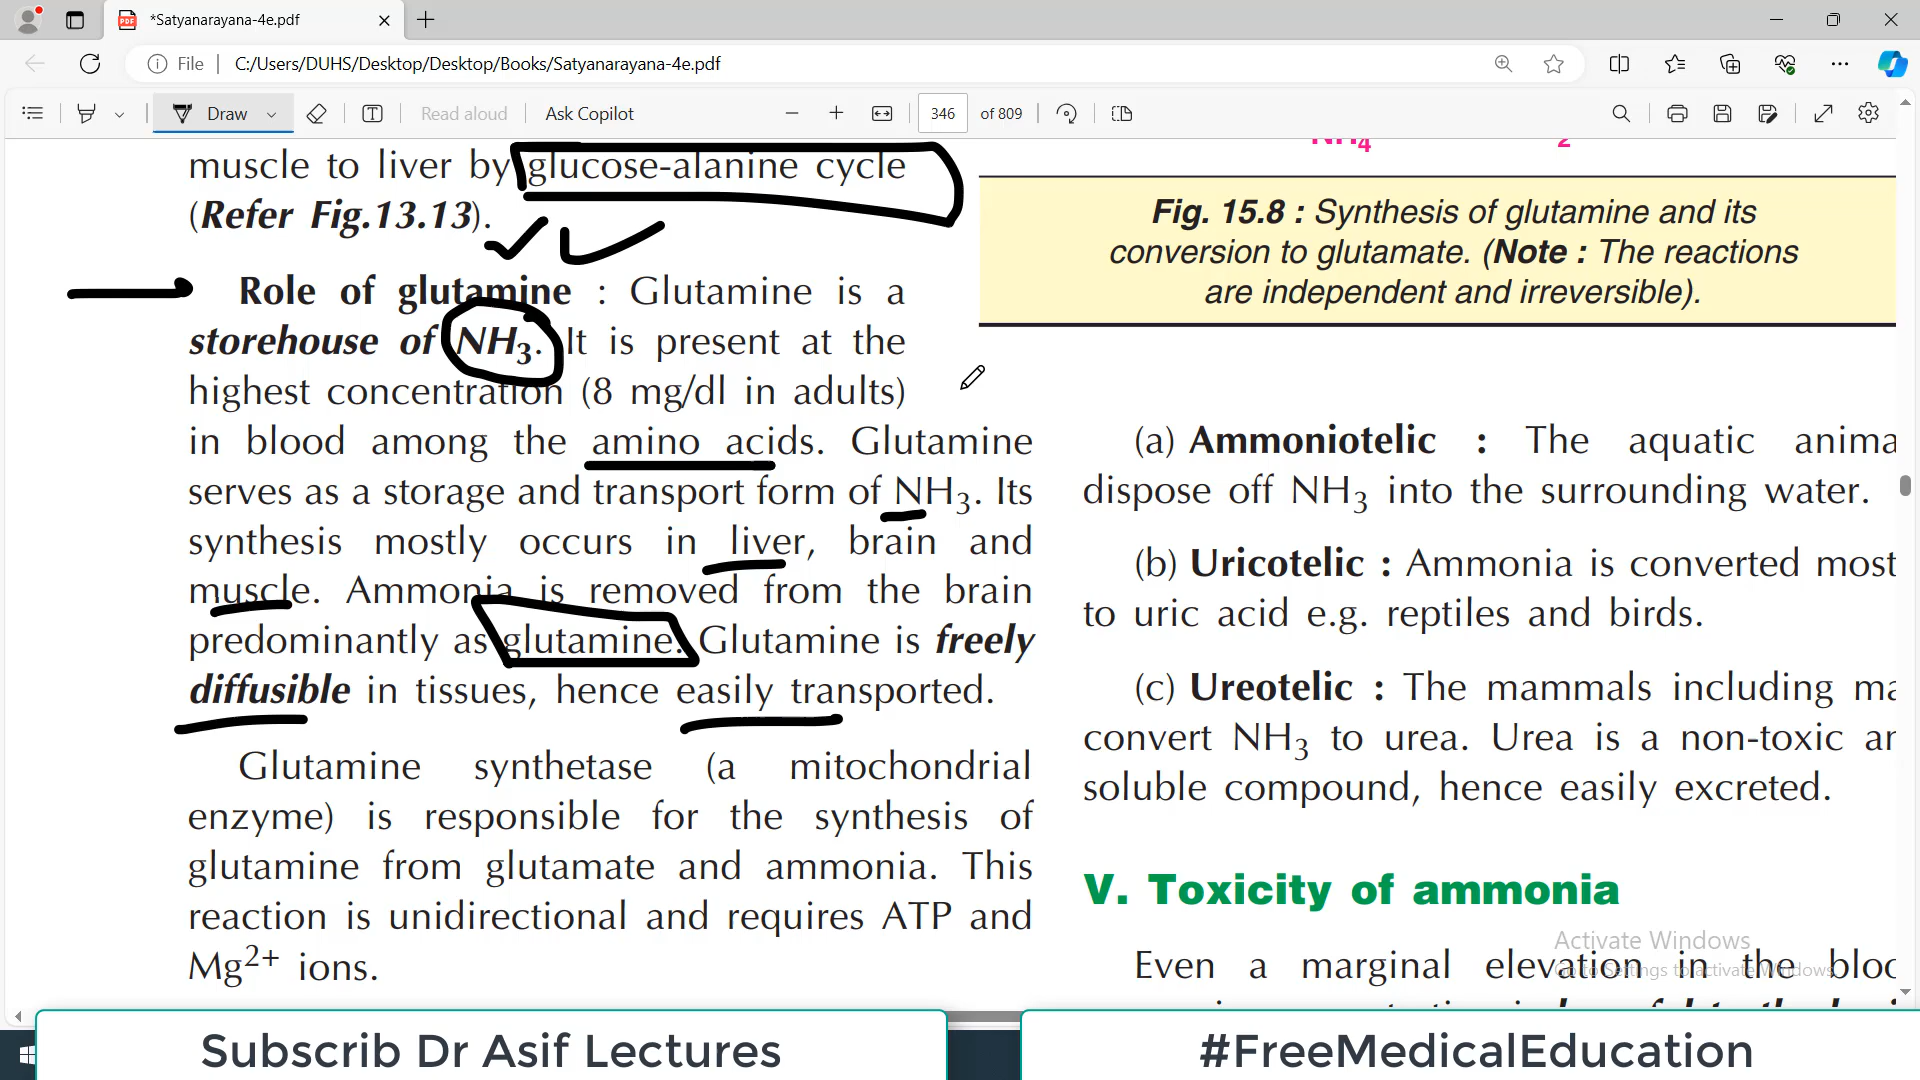 *Satyanarayana-4e.pdf
File
C:/Users/DUHS/Desktop/Desktop/Books/Satyanarayana-4e.pdf
Draw
Read aloud
Ask Copilot
346 of 809
muscle to liver by glucose-alanine cycle
(Refer Fig.13.13).
Role of glutamine : Glutamine is a
storehouse of NH3. It is present at the
highest concentration (8 mg/dl in adults)
in blood among the amino acids. Glutamine
serves as a storage and transport form of NH3. Its
synthesis mostly occurs in liver, brain and
muscle. Ammonia is removed from the brain
predominantly as glutamine. Glutamine is freely
diffusible in tissues, hence easily transported.
Glutamine synthetase (a mitochondrial
enzyme) is responsible for the synthesis of
glutamine from glutamate and ammonia. This
reaction is unidirectional and requires ATP and
Mg2+ ions.
Fig. 15.8 : Synthesis of glutamine and its
conversion to glutamate. (Note : The reactions
are independent and irreversible).
(a) Ammoniotelic : The aquatic anima
dispose off NH3 into the surrounding water.
(b) Uricotelic : Ammonia is converted most
to uric acid e.g. reptiles and birds.
(c) Ureotelic : The mammals including ma
convert NH3 to urea. Urea is a non-toxic an
soluble compound, hence easily excreted.
V. Toxicity of ammonia
Even a marginal elevation in the bloo
Activate Windows
Go to Settings to activate Windows.
Subscrib Dr Asif Lectures
#FreeMedicalEducation